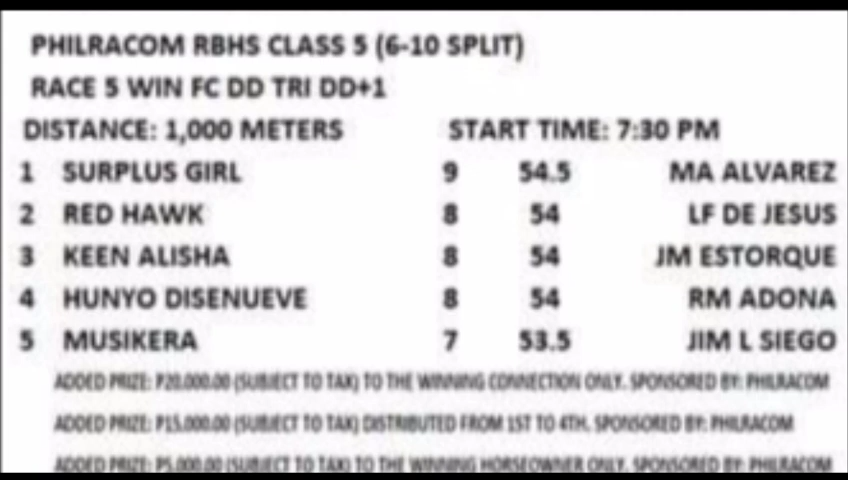 PHILRACOM RBHS CLASS 5 (6-10 SPLIT)
RACE 5 WIN FC DD TRI DD+1
DISTANCE: 1,000 METERS START TIME: 7:30 PM
1 SURPLUS GIRL 9 54.5 MA ALVAREZ
2 RED HAWK 8 54 LF DE JESUS
3 KEEN ALISHA 8 54 JM ESTORQUE
4 HUNYO DISENUEVE 8 54 RM ADONA
5 MUSIKERA 7 53.5 JIM L SIEGO
ADDED PRIZE: P20,000.00 (SUBJECT TO TAX) TO THE WINNING CONNECTION ONLY. SPONSORED BY: PHILRACOM
ADDED PRIZE: P15,000.00 (SUBJECT TO TAX) DISTRIBUTED FROM 1ST TO 4TH. SPONSORED BY: PHILRACOM
ADDED PRIZE: P5,000.00 (SUBJECT TO TAX) TO THE WINNING HORSEOWNER ONLY. SPONSORED BY: PHILRACOM